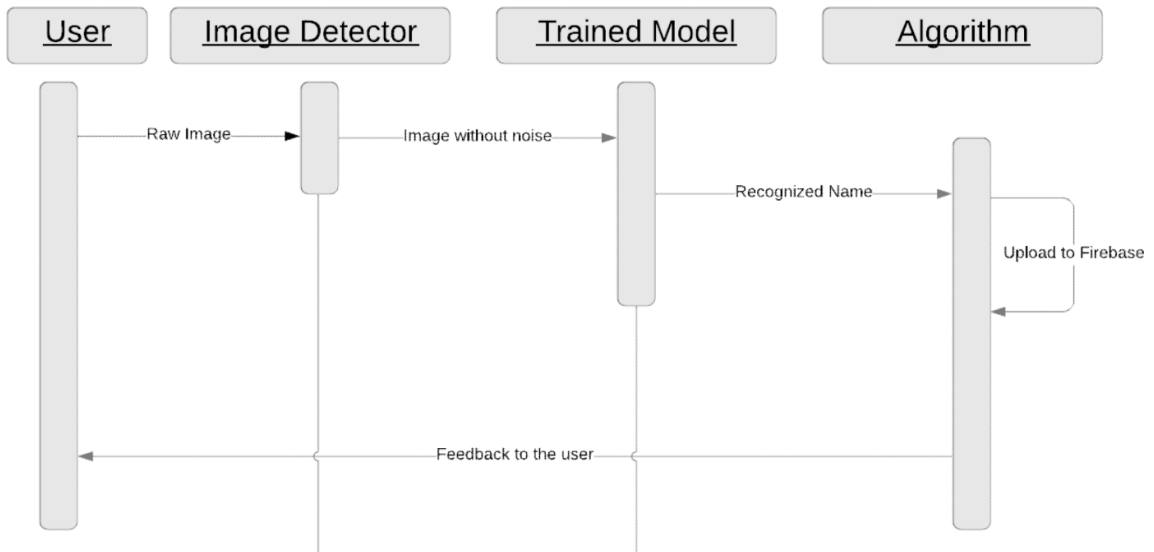 User
Image Detector
Trained Model
Algorithm
Raw Image
Image without noise
Recognized Name
Upload to Firebase
Feedback to the user